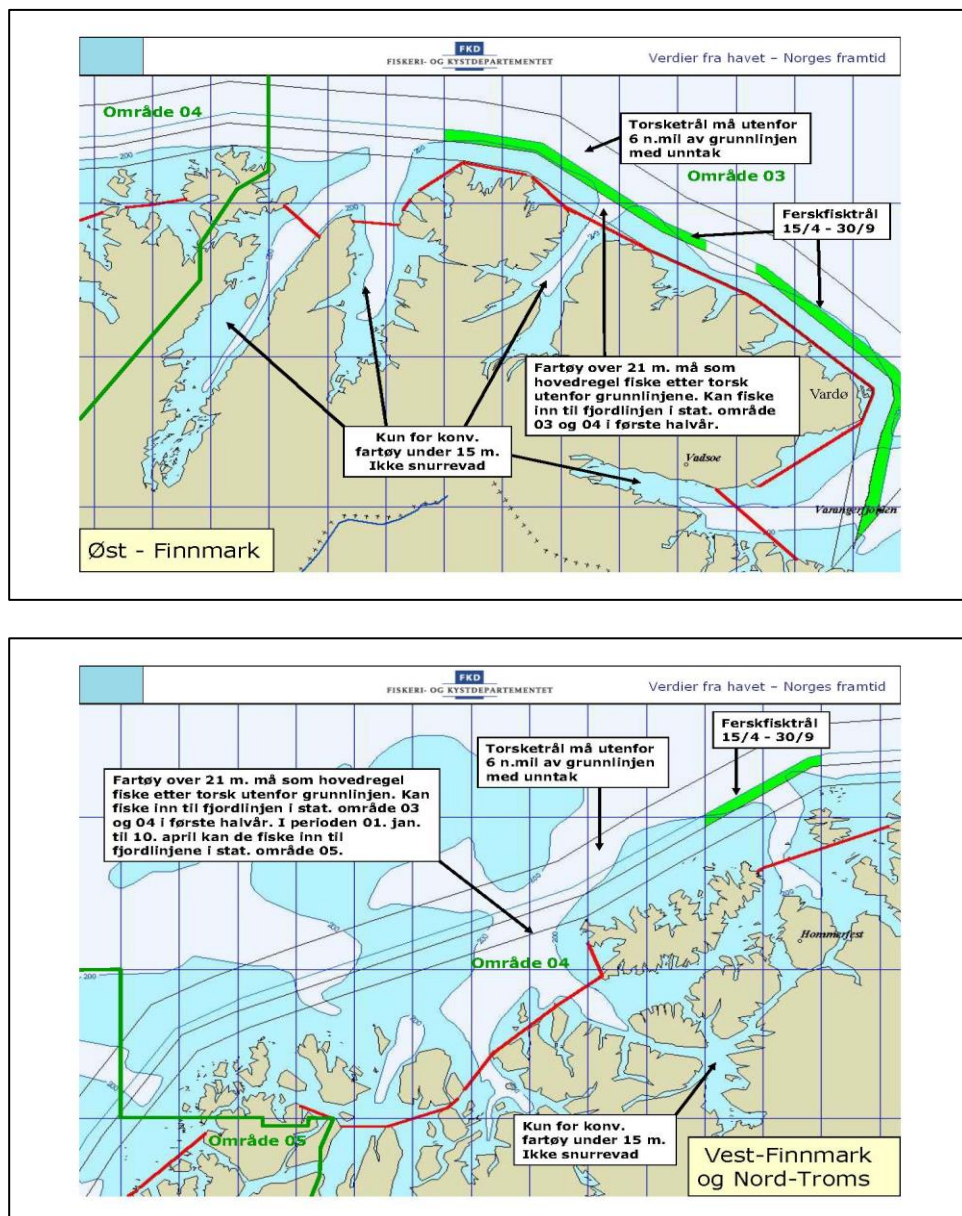 FKD
FISKERI- OG KYSTDEPARTEMENTET
Verdier fra havet – Norges framtid
Område 04
Torsketrål må utenfor
6 n.mil av grunnlinjen
med unntak
Område 03
Ferskfisktrål
15/4 - 30/9
200
200
200
Fartøy over 21 m. må som
hovedregel fiske etter torsk
utenfor grunnlinjene. Kan fiske
inn til fjordlinjen i stat. område
03 og 04 i første halvår.
Vardø
Kun for konv.
fartøy under 15 m.
Ikke snurrevad
Vadsoe
Varangerfjorden
Øst - Finnmark
FKD
FISKERI- OG KYSTDEPARTEMENTET
Verdier fra havet – Norges framtid
Ferskfisktrål
15/4 - 30/9
Torsketrål må utenfor
6 n.mil av grunnlinjen
med unntak
Fartøy over 21 m. må som hovedregel
fiske etter torsk utenfor grunnlinjen. Kan
fiske inn til fjordlinjen i stat. område 03
og 04 i første halvår. I perioden 01. jan.
til 10. april kan de fiske inn til
fjordlinjene i stat. område 05.
Hommerfest
Område 04
200
200
200
200
Område 05
Kun for konv.
fartøy under 15 m.
Ikke snurrevad
Vest-Finnmark
og Nord-Troms